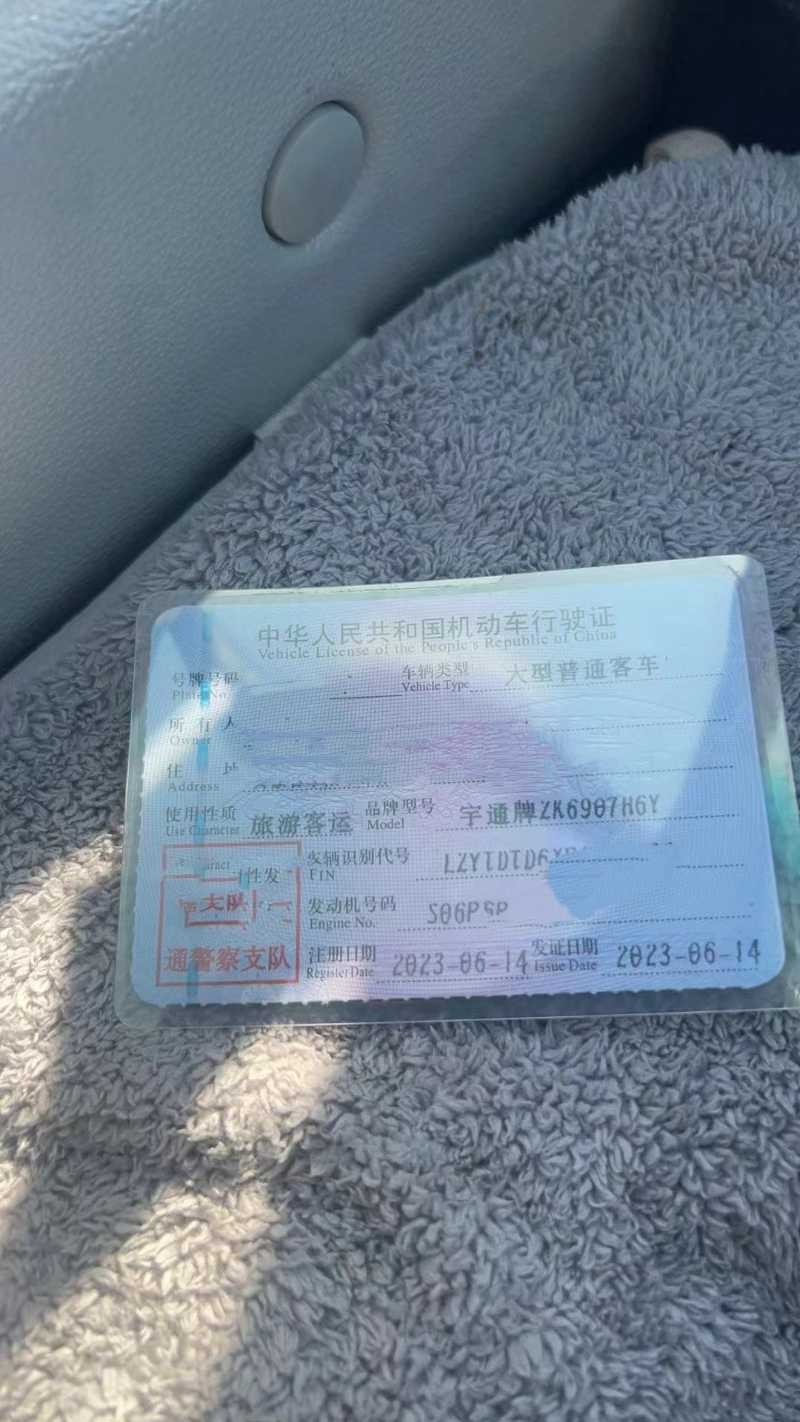 中华人民共和国机动车行驶证
Vehicle License of the People's Republic of China
号牌号码 车辆类型 大型普通客车
Plate No. Vehicle Type
所有人
Owner
住址
Address
使用性质 旅游客运 品牌型号 宇通牌ZK6907H6Y
Use Character Model
车辆识别代号
性发
支队 发动机号码
Engine No.
通警察支队 注册日期 2023-06-14 发证日期 2023-06-14
Register Date Issue Date